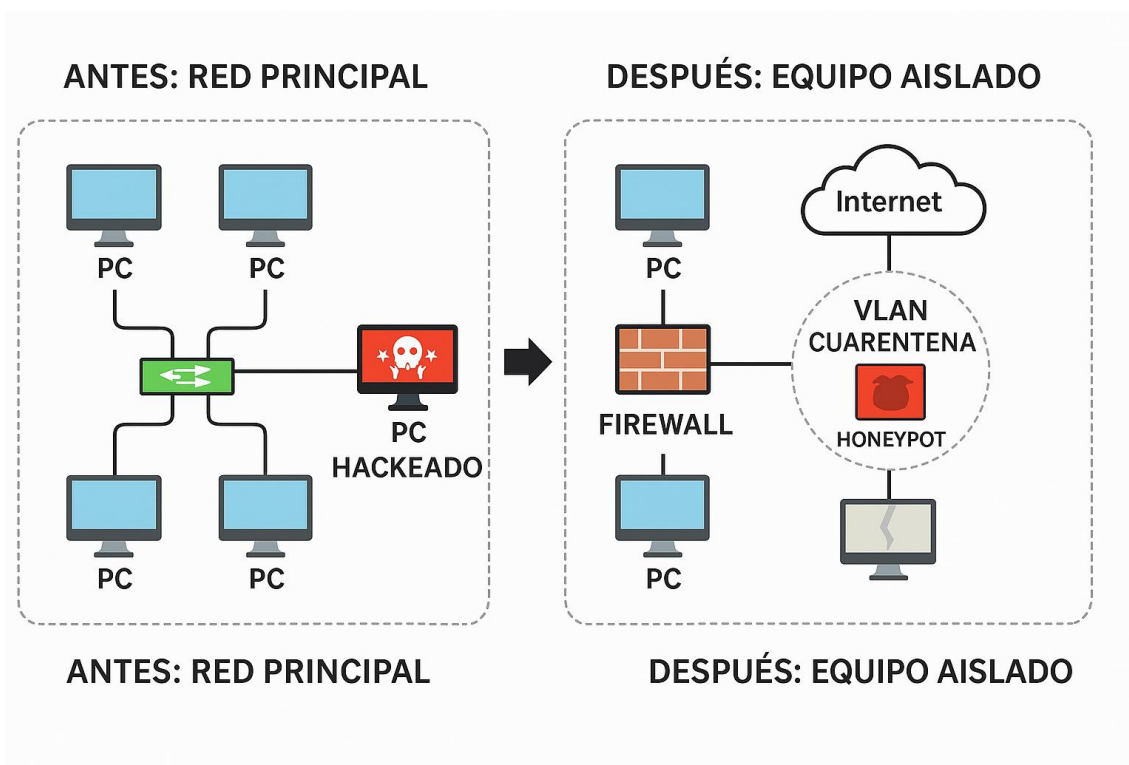 ANTES: RED PRINCIPAL
PC
PC
PC
HACKEADO
PC
PC
ANTES: RED PRINCIPAL
DESPUÉS: EQUIPO AISLADO
PC
Internet
VLAN
CUARENTENA
HONEYPOT
FIREWALL
PC
DESPUÉS: EQUIPO AISLADO